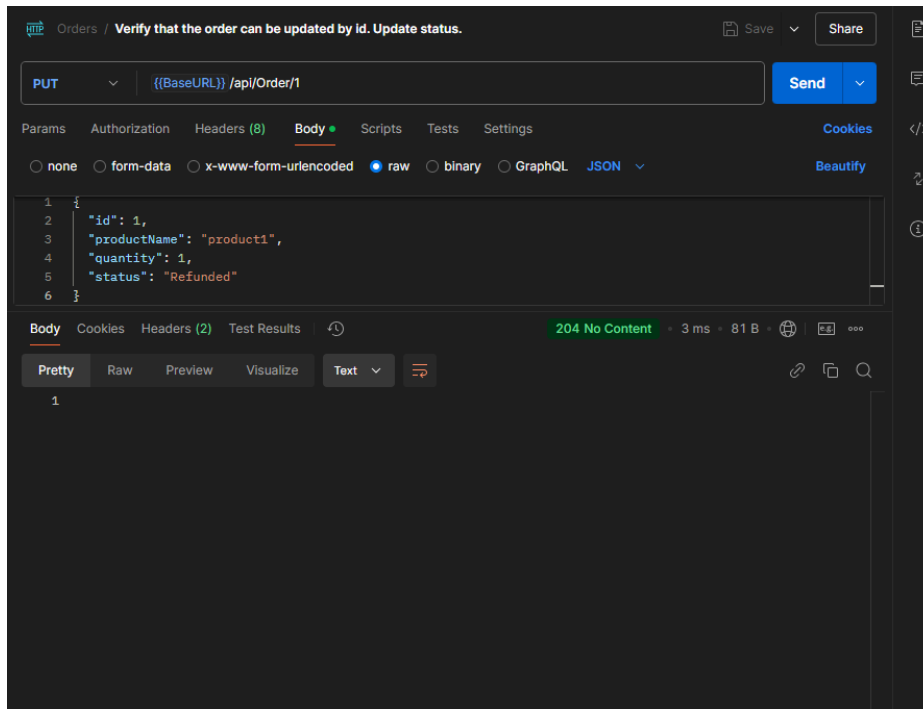 HTTP Orders / Verify that the order can be updated by id. Update status. Save Share
PUT {{BaseURL}} /api/Order/1 Send
Params Authorization Headers (8) Body Scripts Tests Settings Cookies
none form-data x-www-form-urlencoded raw binary GraphQL JSON Beautify
1 {
2 "id": 1,
3 "productName": "product1",
4 "quantity": 1,
5 "status": "Refunded"
6 }
Body Cookies Headers (2) Test Results 204 No Content 3 ms 81 B e.g.
Pretty Raw Preview Visualize Text
1